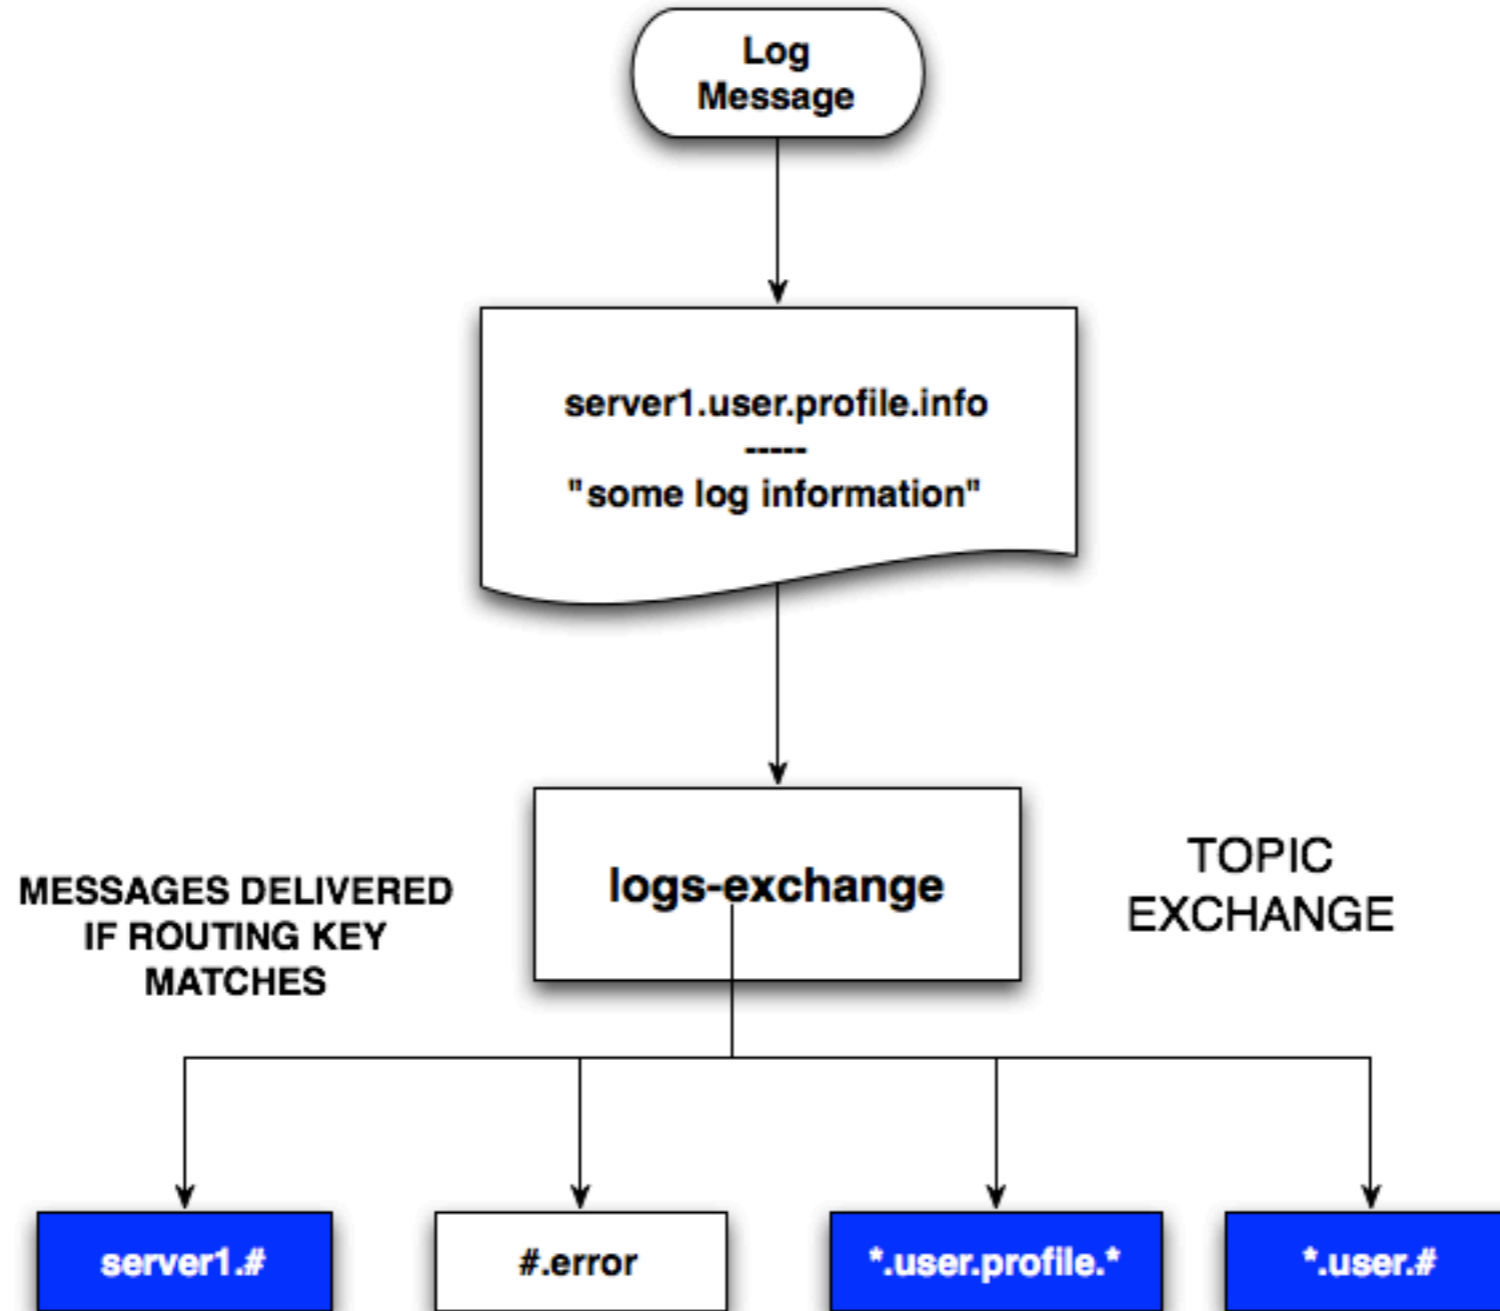 Log
Message
server1.user.profile.info
-----
"some log information"
logs-exchange
TOPIC
EXCHANGE
MESSAGES DELIVERED
IF ROUTING KEY
MATCHES
server1.#
#.error
*.user.profile.*
*.user.#